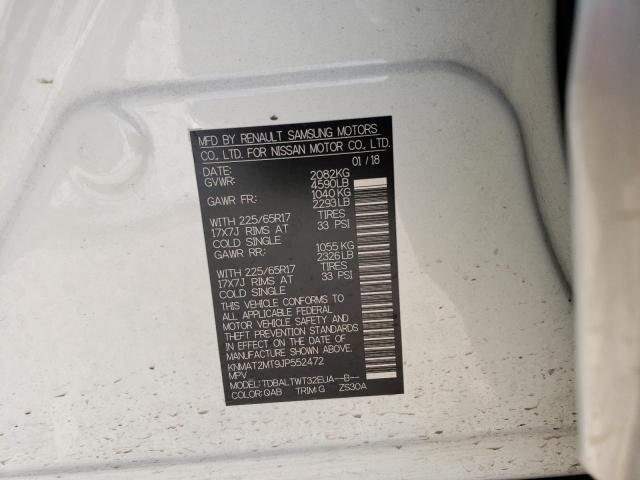 MFD BY RENAULT SAMSUNG MOTORS
CO., LTD. FOR NISSAN MOTOR CO., LTD.
DATE: 01/18
GVWR: 2082KG
4590LB
GAWR FR: 1040KG
2293LB
WITH 225/65R17 TIRES
17X7J RIMS AT 33 PSI
COLD SINGLE
GAWR RR: 1055KG
2326LB
WITH 225/65R17 TIRES
17X7J RIMS AT 33 PSI
COLD SINGLE
THIS VEHICLE CONFORMS TO
ALL APPLICABLE FEDERAL
MOTOR VEHICLE SAFETY AND
THEFT PREVENTION STANDARDS
IN EFFECT ON THE DATE OF
MANUFACTURE SHOWN ABOVE.
KNMAT2MT9JP552472
MPV
MODEL: TDBALTWT32EUA--B--
COLOR: QAB TRIM: G ZS30A